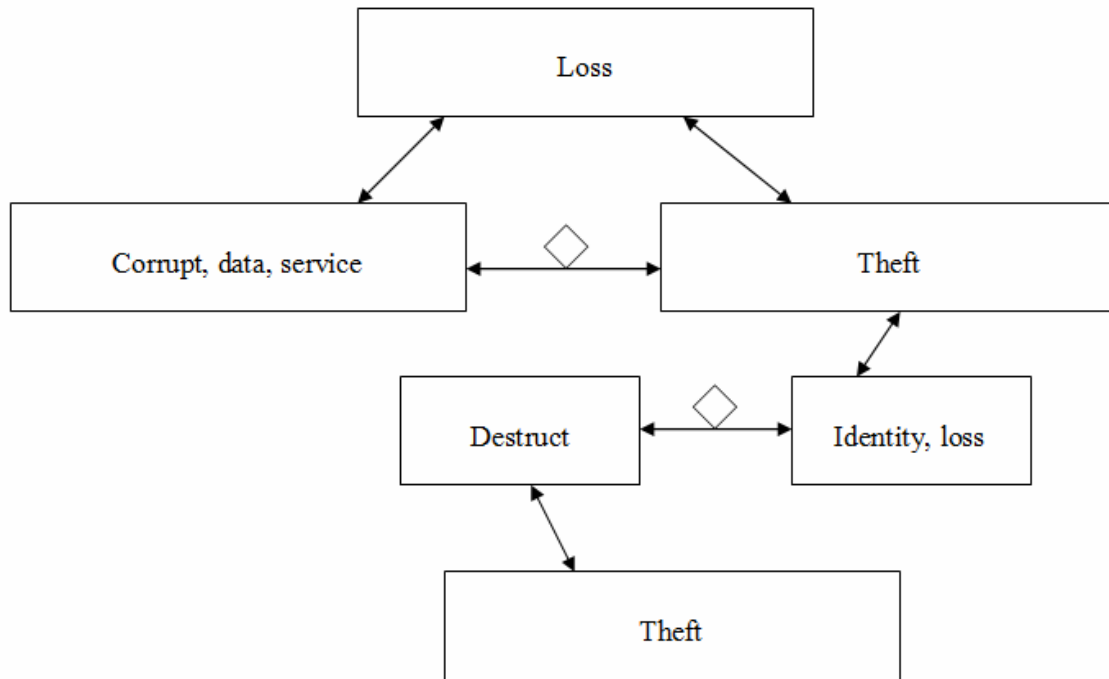 Loss
Corrupt, data, service
Theft
Destruct
Identity, loss
Theft